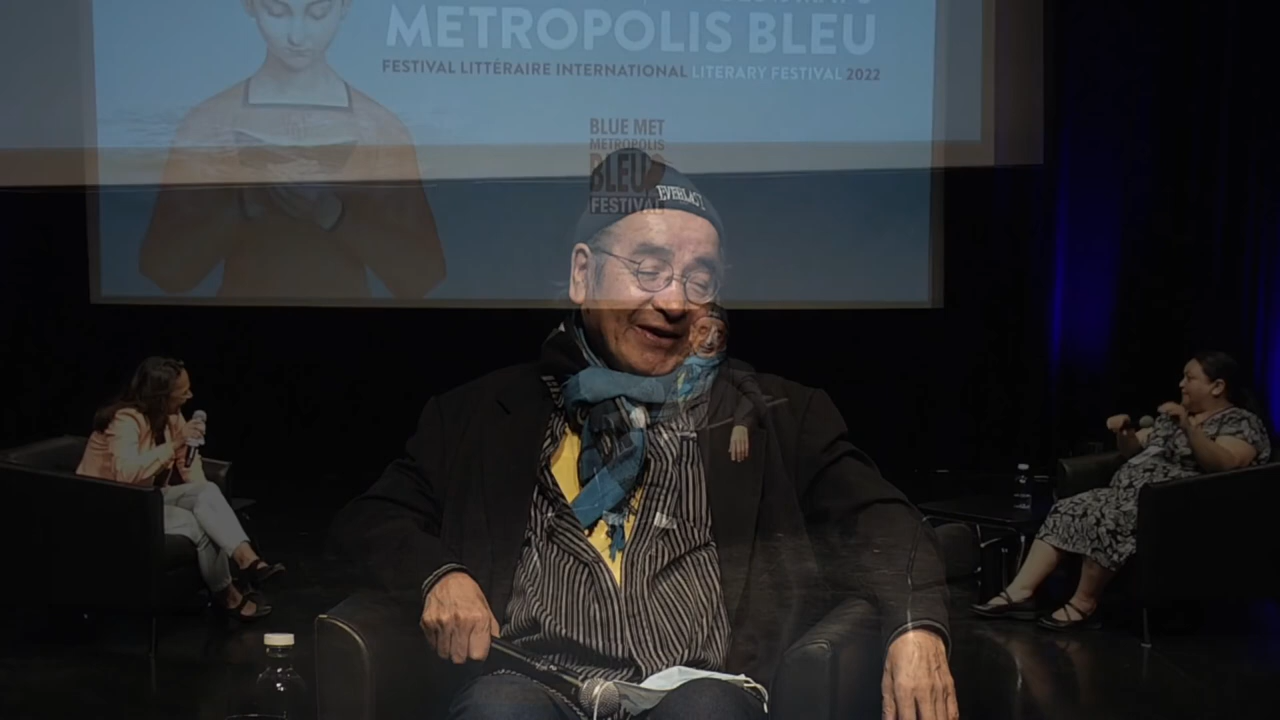 METROPOLIS BLEU
FESTIVAL LITTÉRAIRE INTERNATIONAL LITERARY FESTIVAL 2022
BLUE MET
METROPOLIS
BLEU
FESTIVAL
EVERLAST